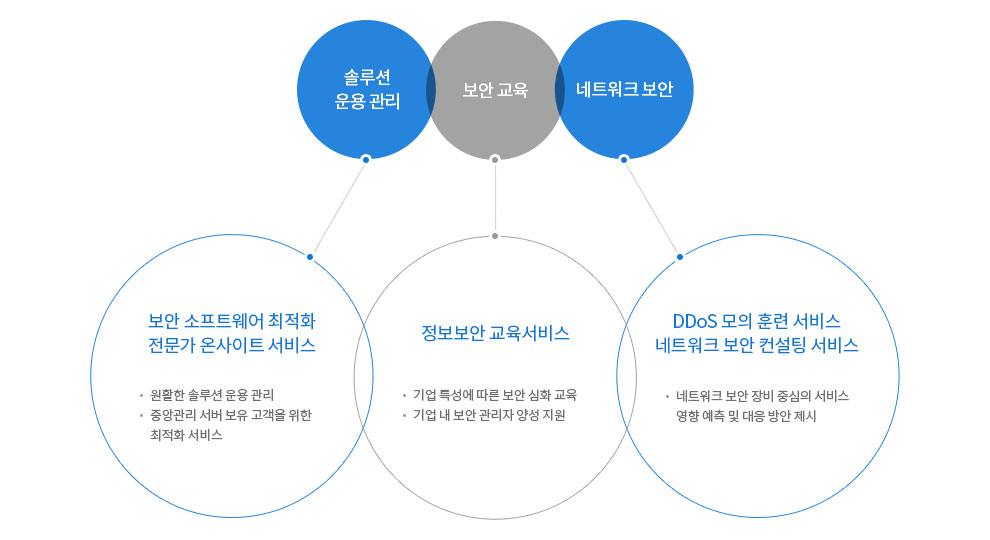 솔루션
운용 관리
보안 교육
네트워크 보안
보안 소프트웨어 최적화
전문가 온사이트 서비스
• 원활한 솔루션 운용 관리
• 중앙관리 서버 보유 고객을 위한
최적화 서비스
정보보안 교육서비스
• 기업 특성에 따른 보안 심화 교육
• 기업 내 보안 관리자 양성 지원
DDoS 모의 훈련 서비스
네트워크 보안 컨설팅 서비스
• 네트워크 보안 장비 중심의 서비스
영향 예측 및 대응 방안 제시